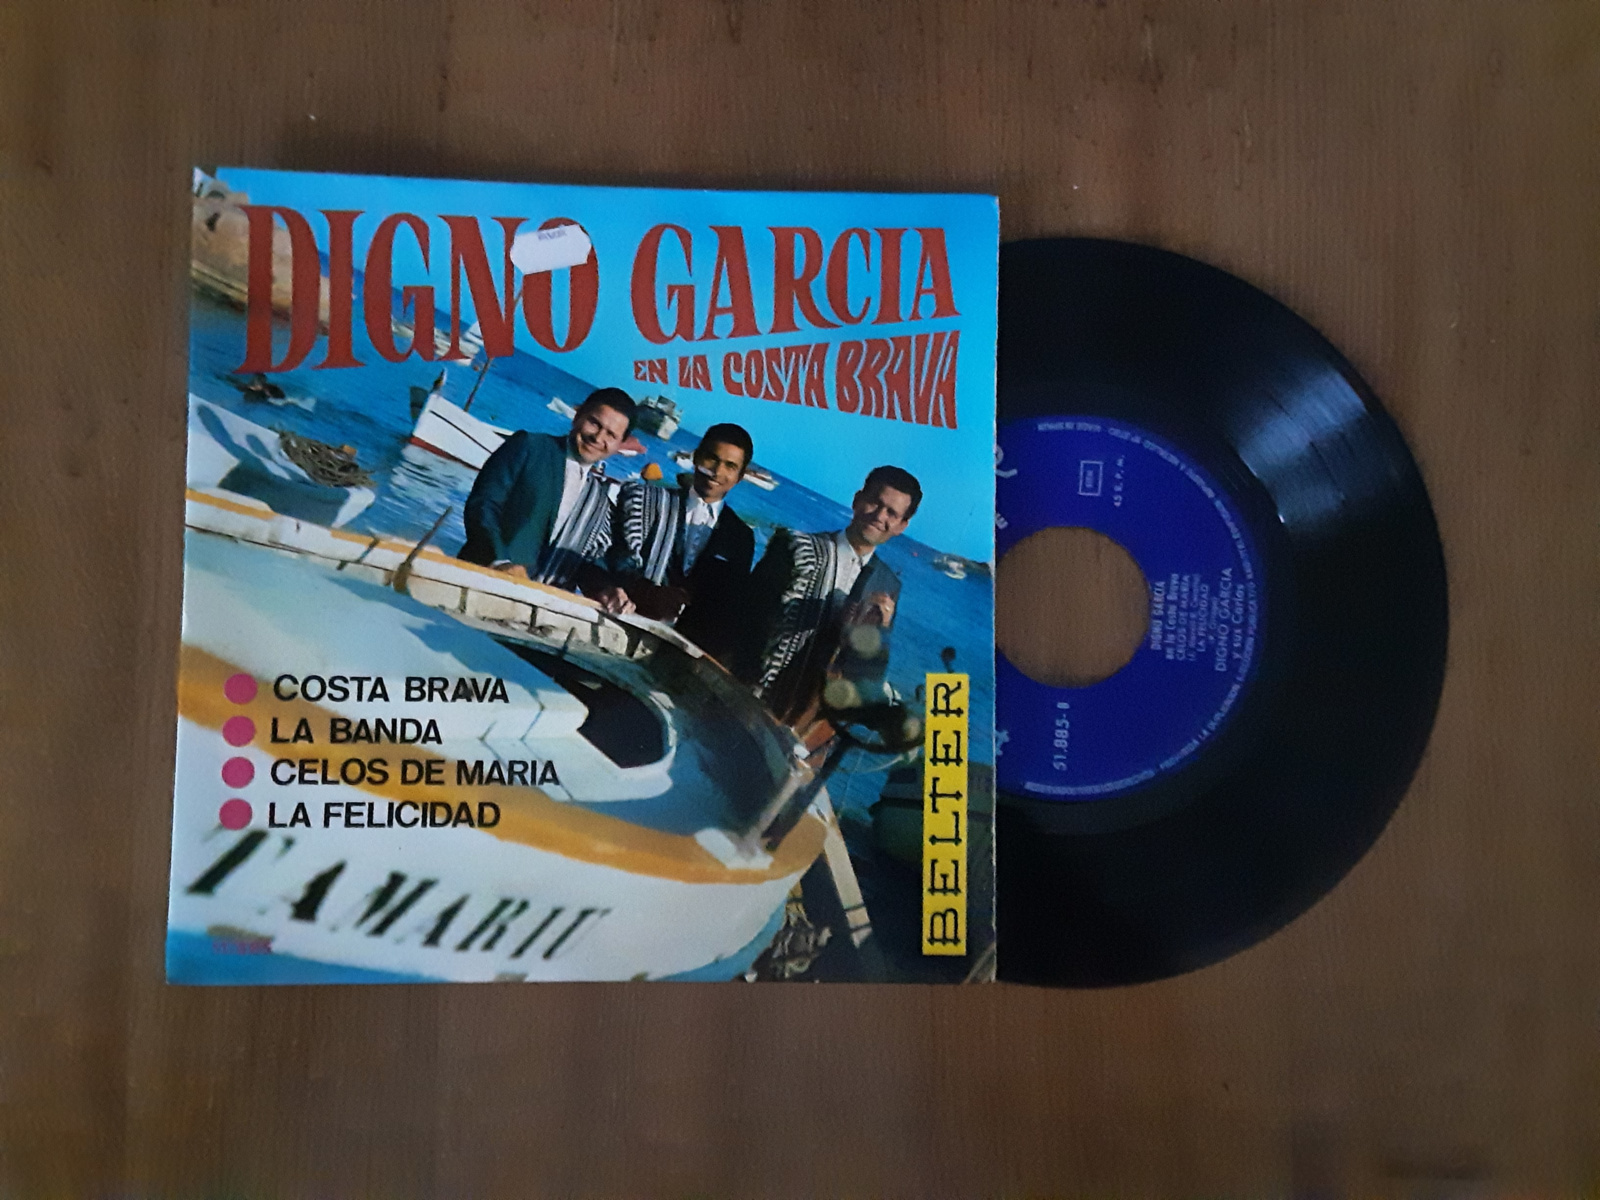 DIGNO GARCIA
EN LA COSTA BRAVA
COSTA BRAVA
LA BANDA
CELOS DE MARIA
LA FELICIDAD
TAMARIU
BELTER
45 R.P.M.
DIGNO GARCIA
en la Costa Brava
CELOS DE MARIA
LA FELICIDAD
DIGNO GARCIA
y sus Carios
51.885-B